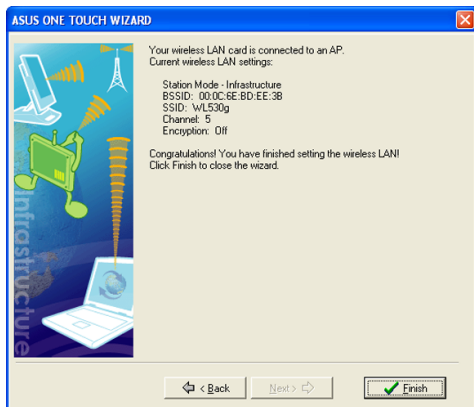 ASUS ONE TOUCH WIZARD
Your wireless LAN card is connected to an AP.
Current wireless LAN settings:
Station Mode - Infrastructure
BSSID: 00:0C:6E:BD:EE:3B
SSID: WL530g
Channel: 5
Encryption: Off
Congratulations! You have finished setting the wireless LAN!
Click Finish to close the wizard.
Infrastructure
< Back
Next >
Finish